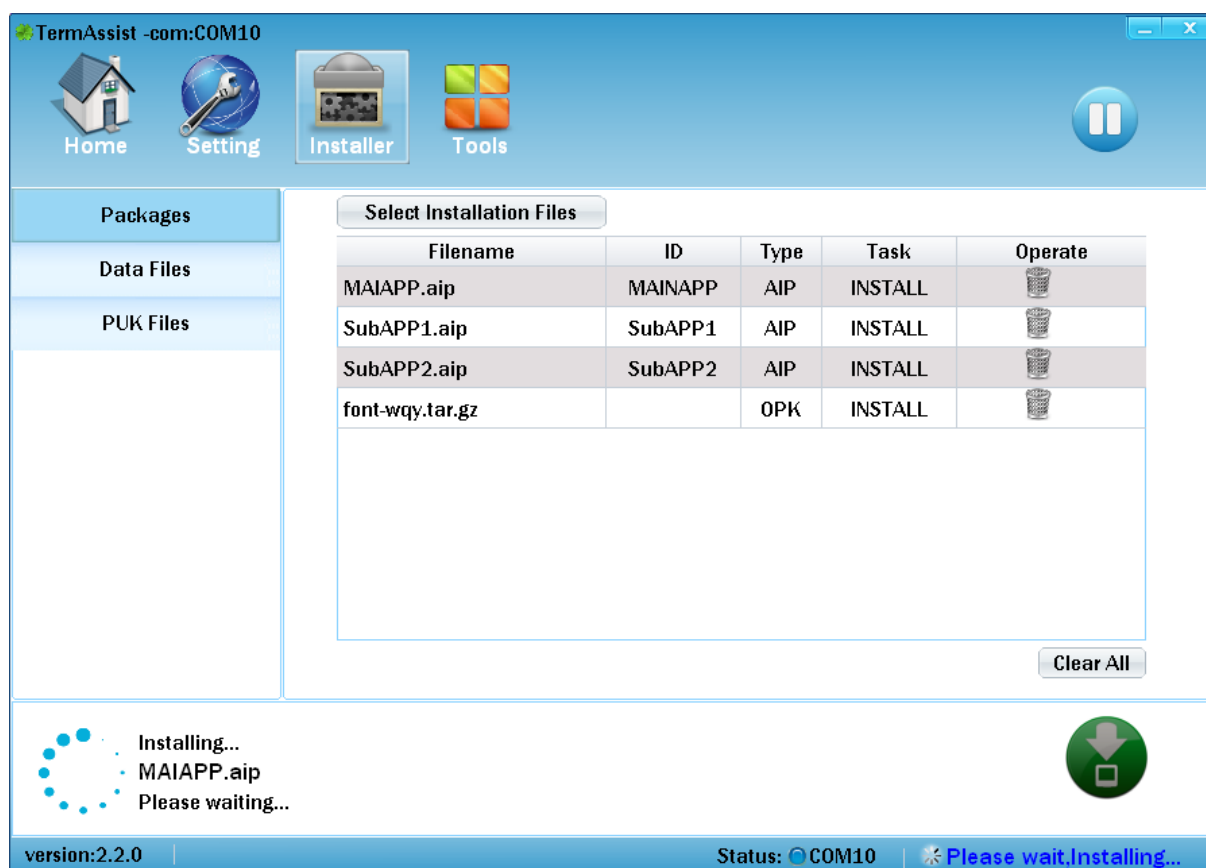 TermAssist -com:COM10
Home Setting Installer Tools
Packages
Data Files
PUK Files
Select Installation Files
Filename ID Type Task Operate
MAIAPP.aip MAINAPP AIP INSTALL
SubAPP1.aip SubAPP1 AIP INSTALL
SubAPP2.aip SubAPP2 AIP INSTALL
font-wqy.tar.gz OPK INSTALL
Clear All
Installing...
MAIAPP.aip
Please waiting...
version:2.2.0 Status: COM10 Please wait,Installing...